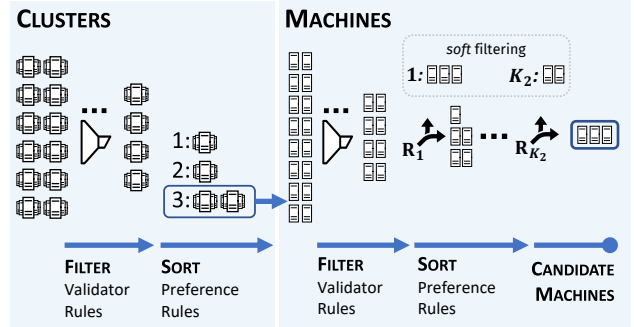 CLUSTERS
...
1:
2:
3:
FILTER
Validator
Rules
SORT
Preference
Rules
MACHINES
soft filtering
1:
K2:
...
R1
...
RK2
FILTER
Validator
Rules
SORT
Preference
Rules
CANDIDATE
MACHINES